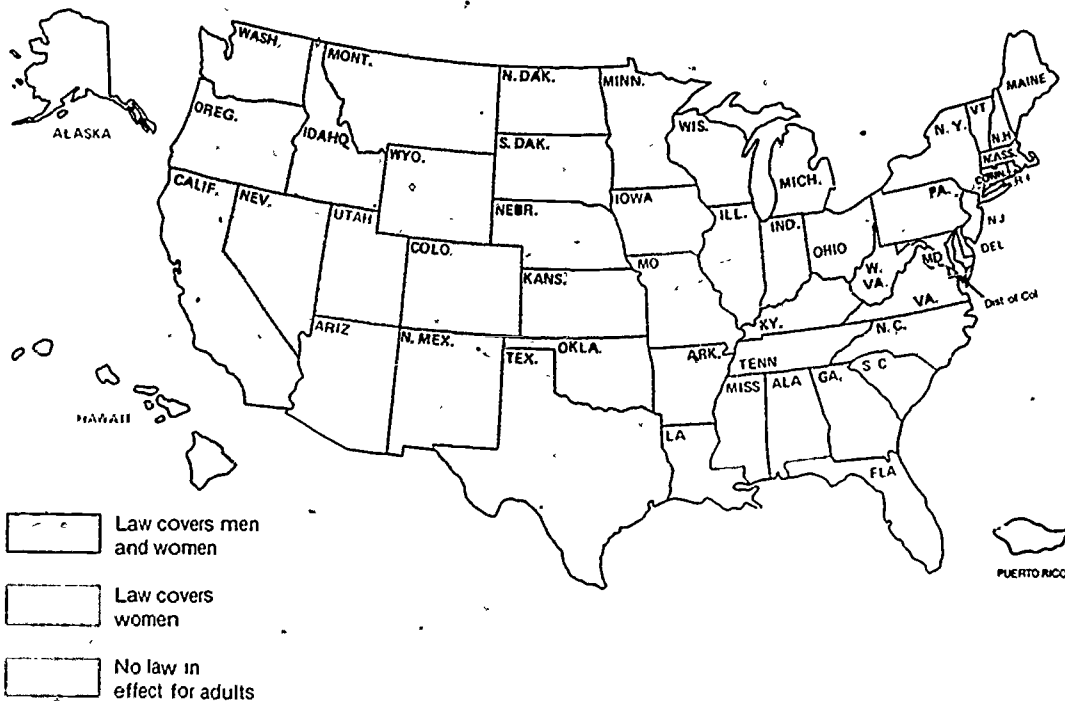 WASH.
MONT.
N. DAK.
MINN.
MAINE
ALASKA
OREG.
IDAHO
WYO.
S. DAK.
WIS.
MICH.
N. Y.
VT
N.H
MASS.
CONN.
R I
CALIF.
NEV.
UTAH
COLO.
NEBR.
IOWA
ILL.
IND.
OHIO
PA.
N J
DEL
MD.
W.
VA.
VA.
Dist of Col
KANS.
MO
KY.
N. C.
ARIZ
N. MEX.
TEX.
OKLA.
ARK.
TENN
S C
MISS
ALA
GA.
LA
FLA
HAWAII
PUERTO RICO
Law covers men
and women
Law covers
women
No law in
effect for adults